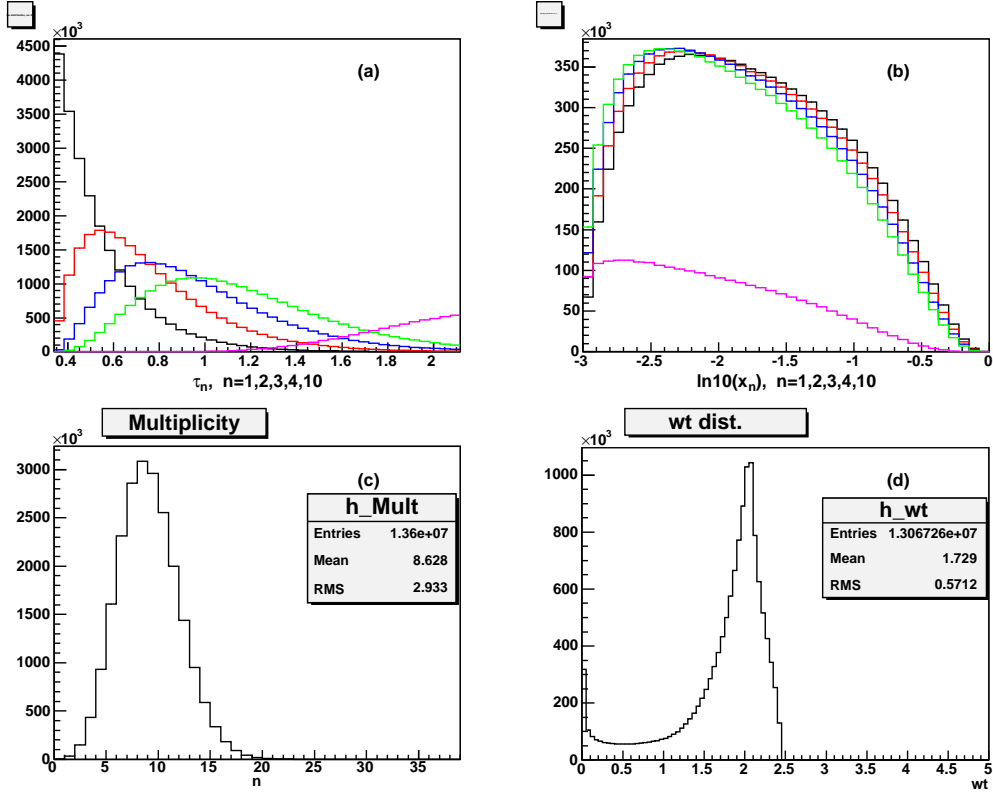 ×10³
4500
4000
3500
3000
2500
2000
1500
1000
500
0
(a)
0.4 0.6 0.8 1 1.2 1.4 1.6 1.8 2
τn, n=1,2,3,4,10
×10³
350
300
250
200
150
100
50
0
(b)
-3 -2.5 -2 -1.5 -1 -0.5 0
ln10(xn), n=1,2,3,4,10
Multiplicity
×10³
3000
2500
2000
1500
1000
500
0
(c)
h_Mult
Entries 1.36e+07
Mean 8.628
RMS 2.933
0 5 10 15 20 25 30 35
n
wt dist.
×10³
1000
800
600
400
200
0
(d)
h_wt
Entries 1.306726e+07
Mean 1.729
RMS 0.5712
0 0.5 1 1.5 2 2.5 3 3.5 4 4.5 5
wt